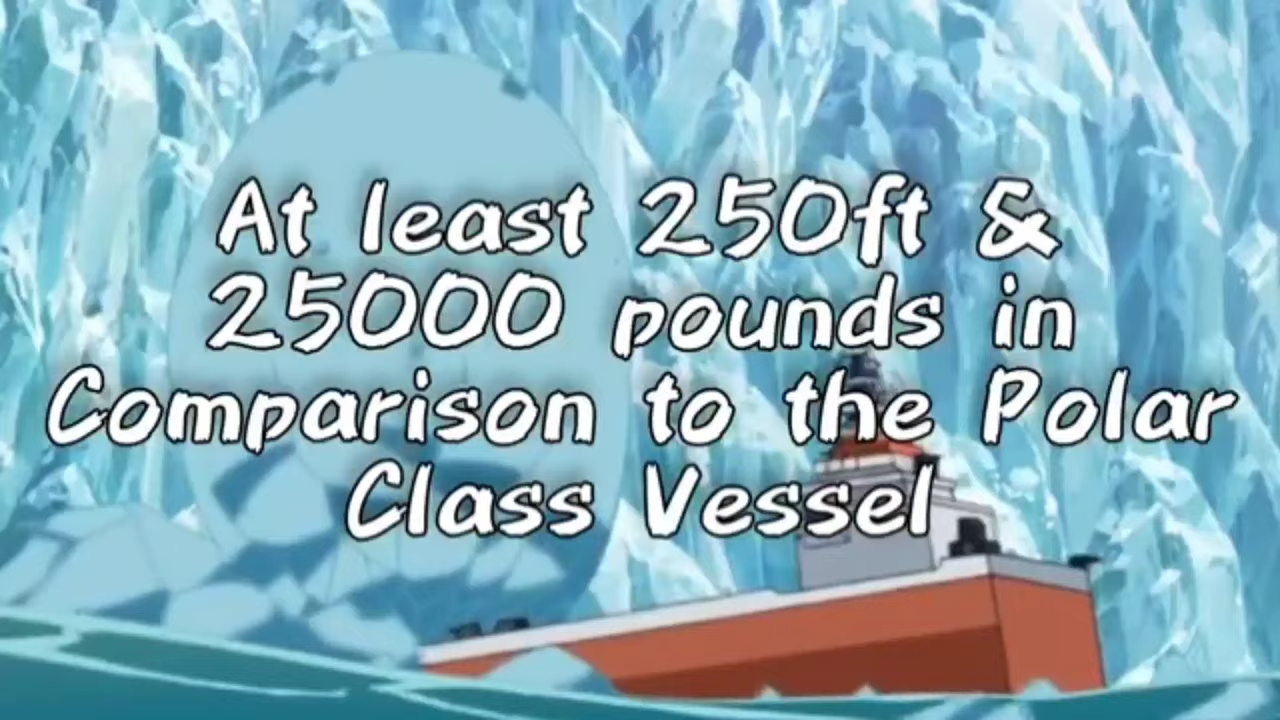 At least 250ft &
25000 pounds in
Comparison to the Polar
Class Vessel